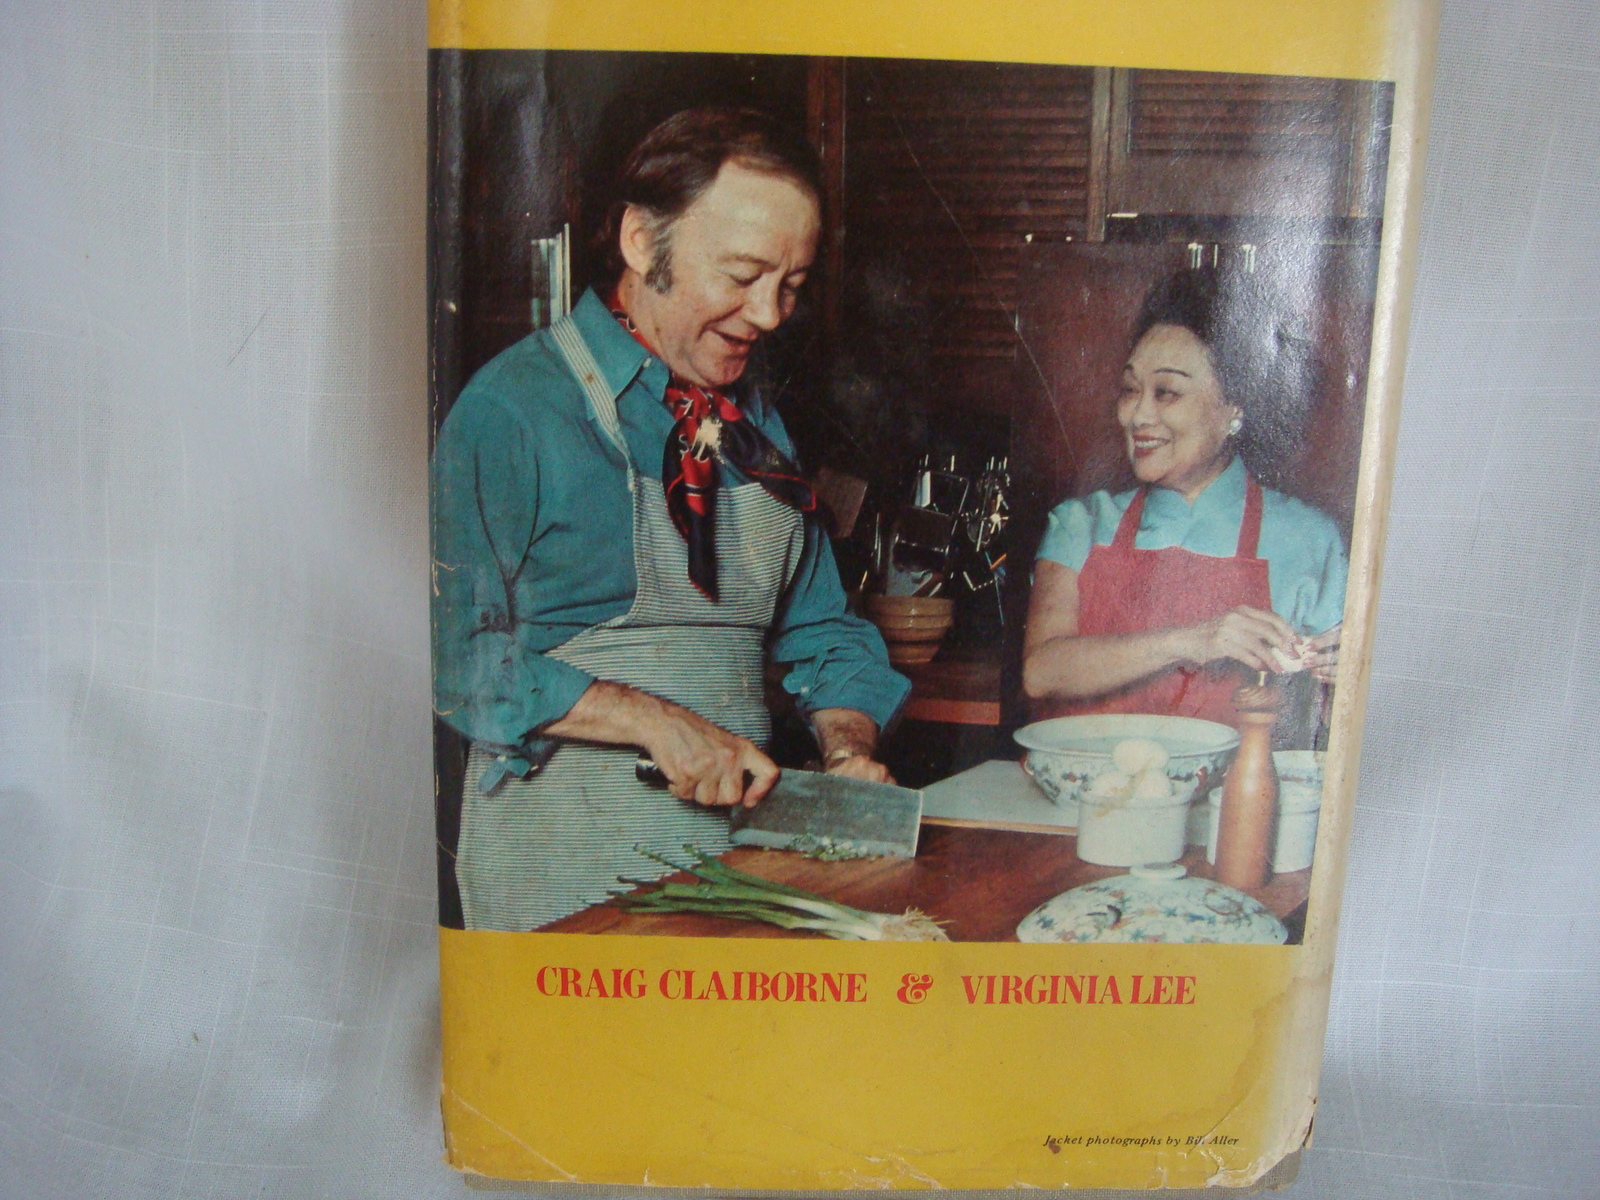 CRAIG CLAIBORNE & VIRGINIA LEE
Jacket photographs by Bill Aller